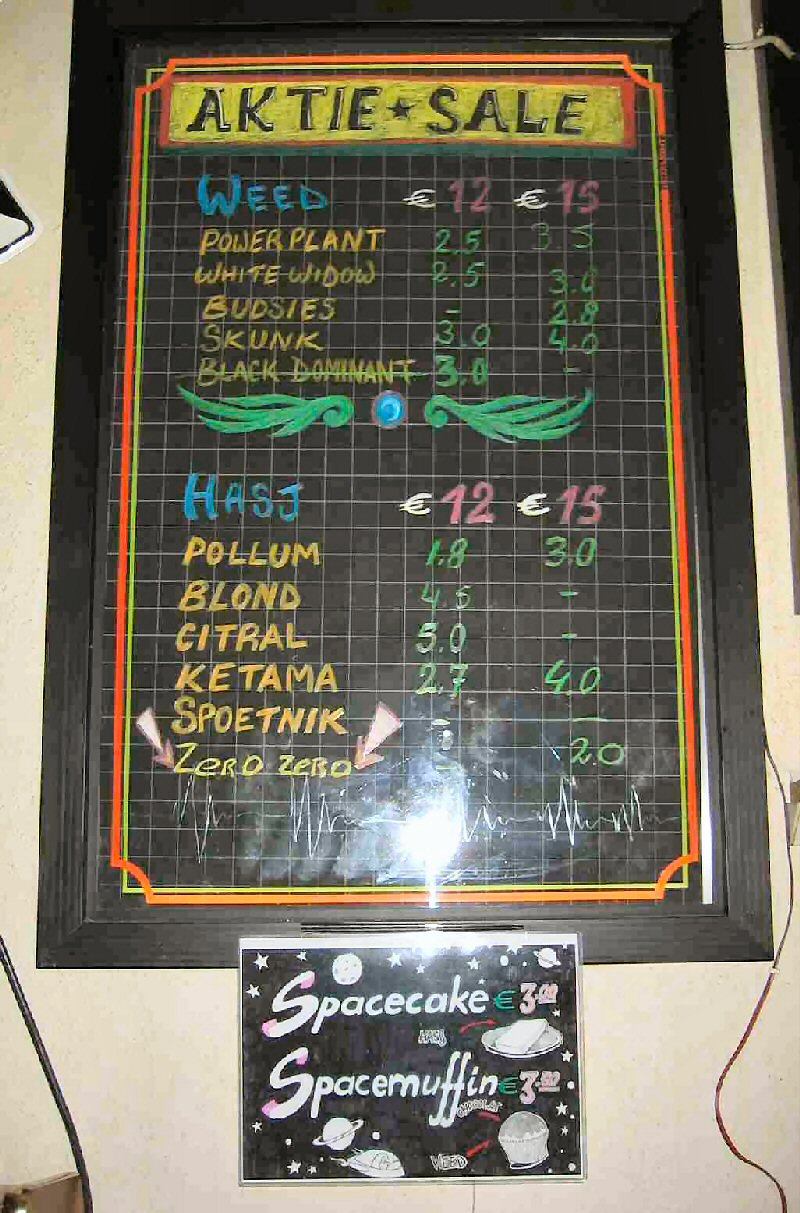 AKTIE★SALE
WEED € 12 € 15
POWERPLANT 2.5 3.5
WHITE WIDOW 2.5 3.0
BUDSIES - 2.8
SKUNK 3.0 4.0
BLACK DOMINANT 3.0 -
HASJ € 12 € 15
POLLUM 1.8 3.0
BLOND 4.5 -
CITRAL 5.0 -
KETAMA 2.7 4.0
SPOETNIK - -
ZERO ZERO - 2.0
Spacecake € 3.00
Spacemuffin € 3.50
WEED